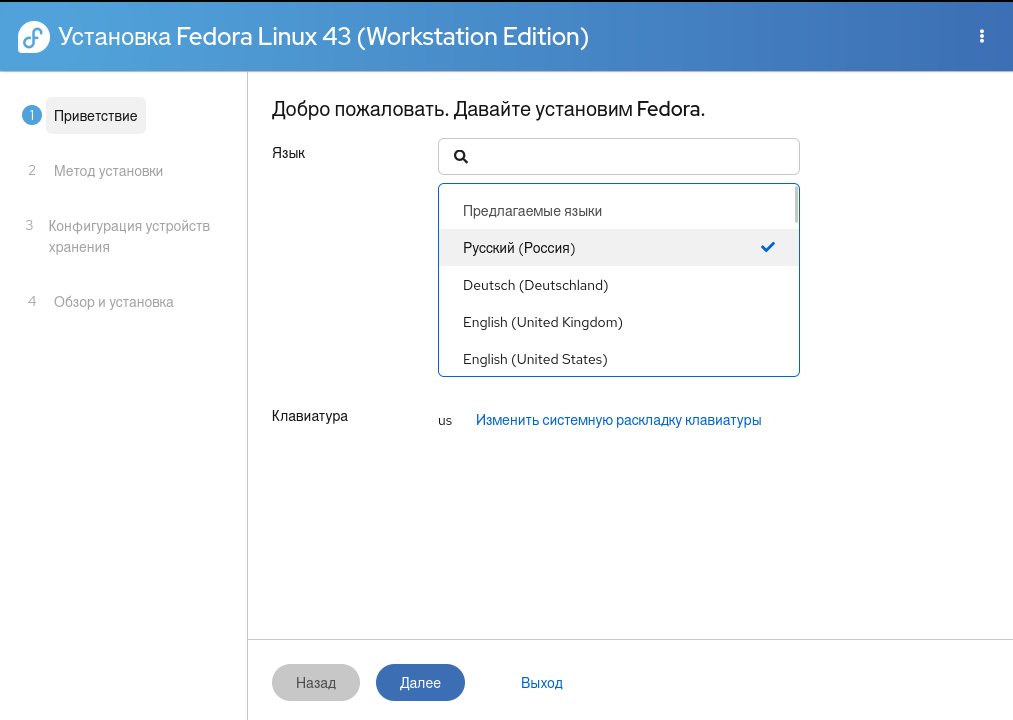 Установка Fedora Linux 43 (Workstation Edition)
1 Приветствие
2 Метод установки
3 Конфигурация устройств
хранения
4 Обзор и установка
Добро пожаловать. Давайте установим Fedora.
Язык
Предлагаемые языки
Русский (Россия)
Deutsch (Deutschland)
English (United Kingdom)
English (United States)
Клавиатура
us Изменить системную раскладку клавиатуры
Назад Далее Выход